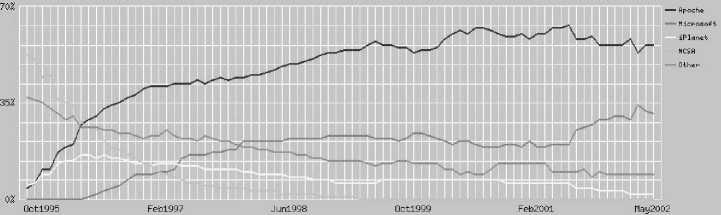 70%
Apache
Microsoft
iPlanet
NCSA
Other
35%
0%
Oct1995
Feb1997
Jun1998
Oct1999
Feb2001
May2002